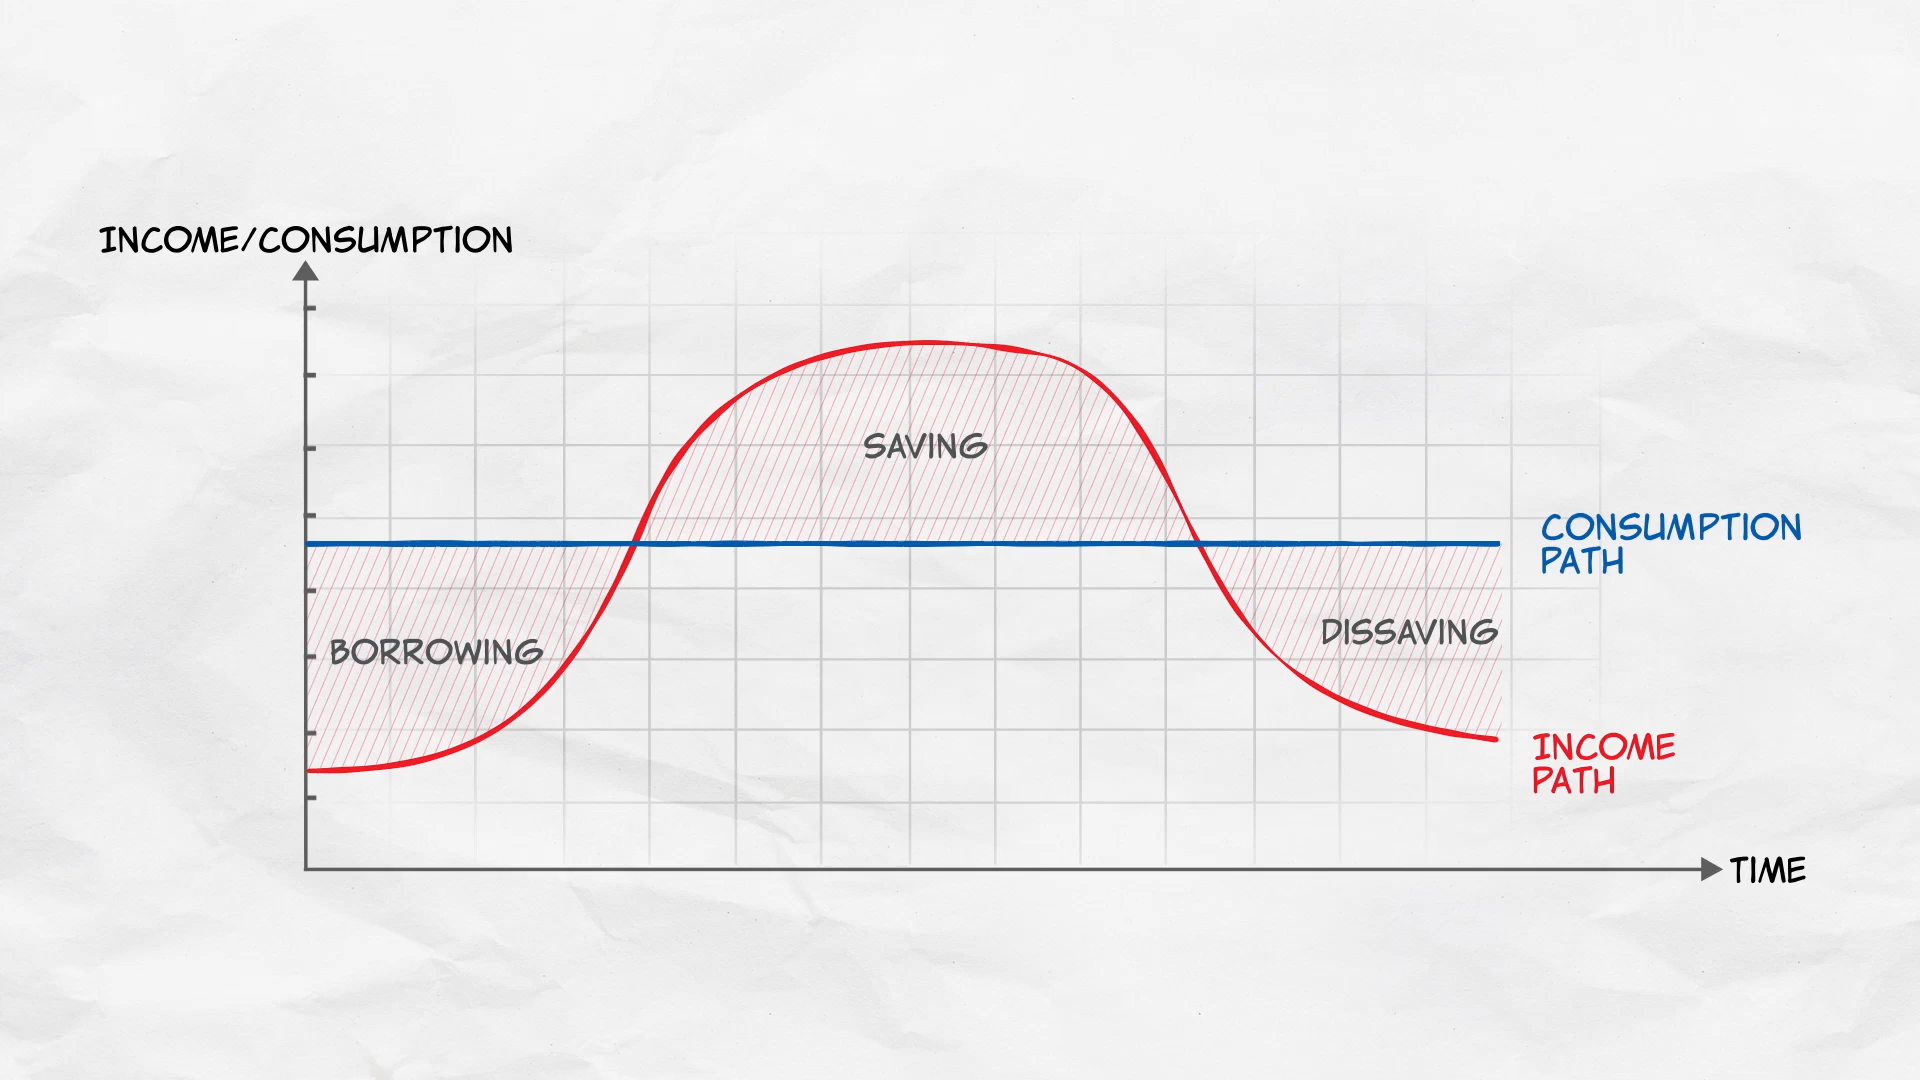 INCOME/CONSUMPTION
SAVING
CONSUMPTION
PATH
BORROWING
DISSAVING
INCOME
PATH
TIME